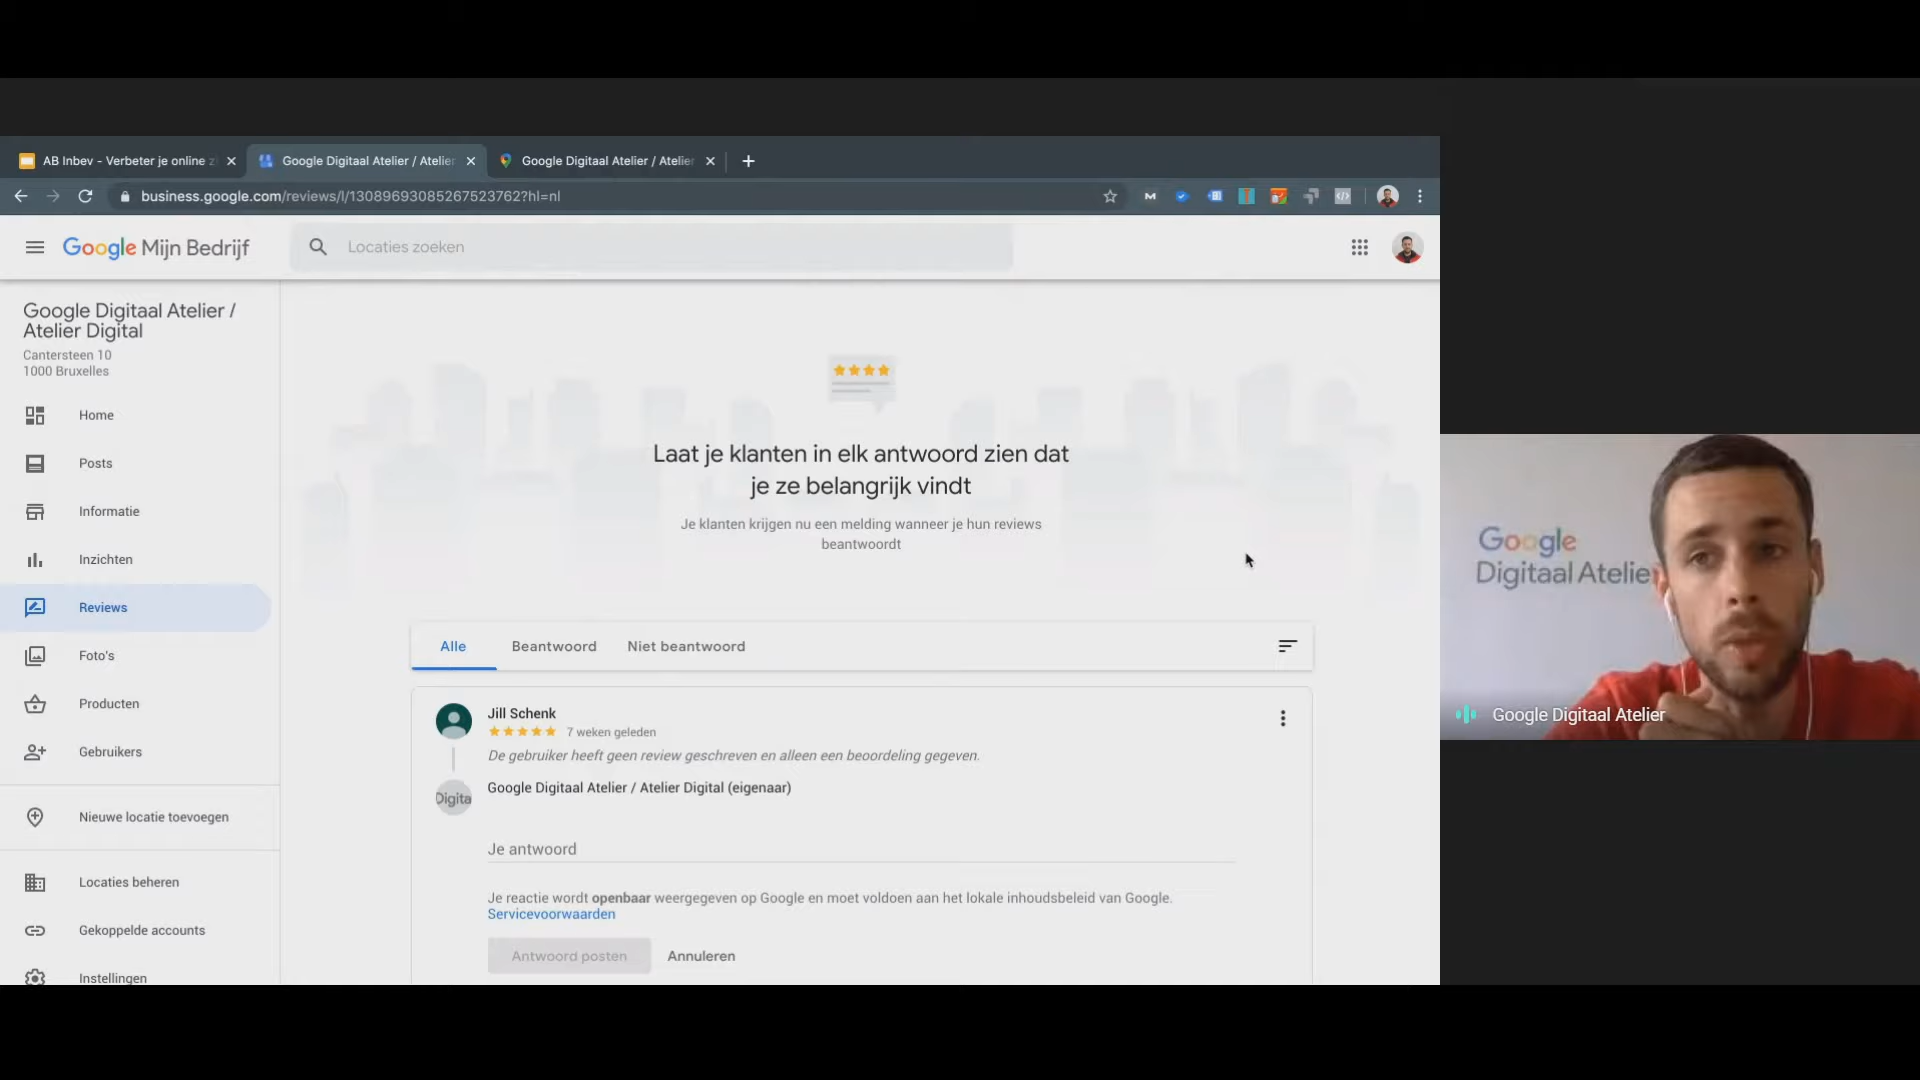 AB Inbev - Verbeter je online z
Google Digitaal Atelier / Atelier
Google Digitaal Atelier / Atelier
business.google.com/reviews/l/13089693085267523762?hl=nl
Google Mijn Bedrijf
Locaties zoeken
Google Digitaal Atelier /
Atelier Digital
Cantersteen 10
1000 Bruxelles
Home
Posts
Informatie
Inzichten
Reviews
Foto's
Producten
Gebruikers
Nieuwe locatie toevoegen
Locaties beheren
Gekoppelde accounts
Instellingen
Laat je klanten in elk antwoord zien dat
je ze belangrijk vindt
Je klanten krijgen nu een melding wanneer je hun reviews
beantwoordt
Alle
Beantwoord
Niet beantwoord
Jill Schenk
7 weken geleden
De gebruiker heeft geen review geschreven en alleen een beoordeling gegeven.
Digita
Google Digitaal Atelier / Atelier Digital (eigenaar)
Je antwoord
Je reactie wordt openbaar weergegeven op Google en moet voldoen aan het lokale inhoudsbeleid van Google.
Servicevoorwaarden
Antwoord posten
Annuleren
Google
Digitaal Atelie
Google Digitaal Atelier